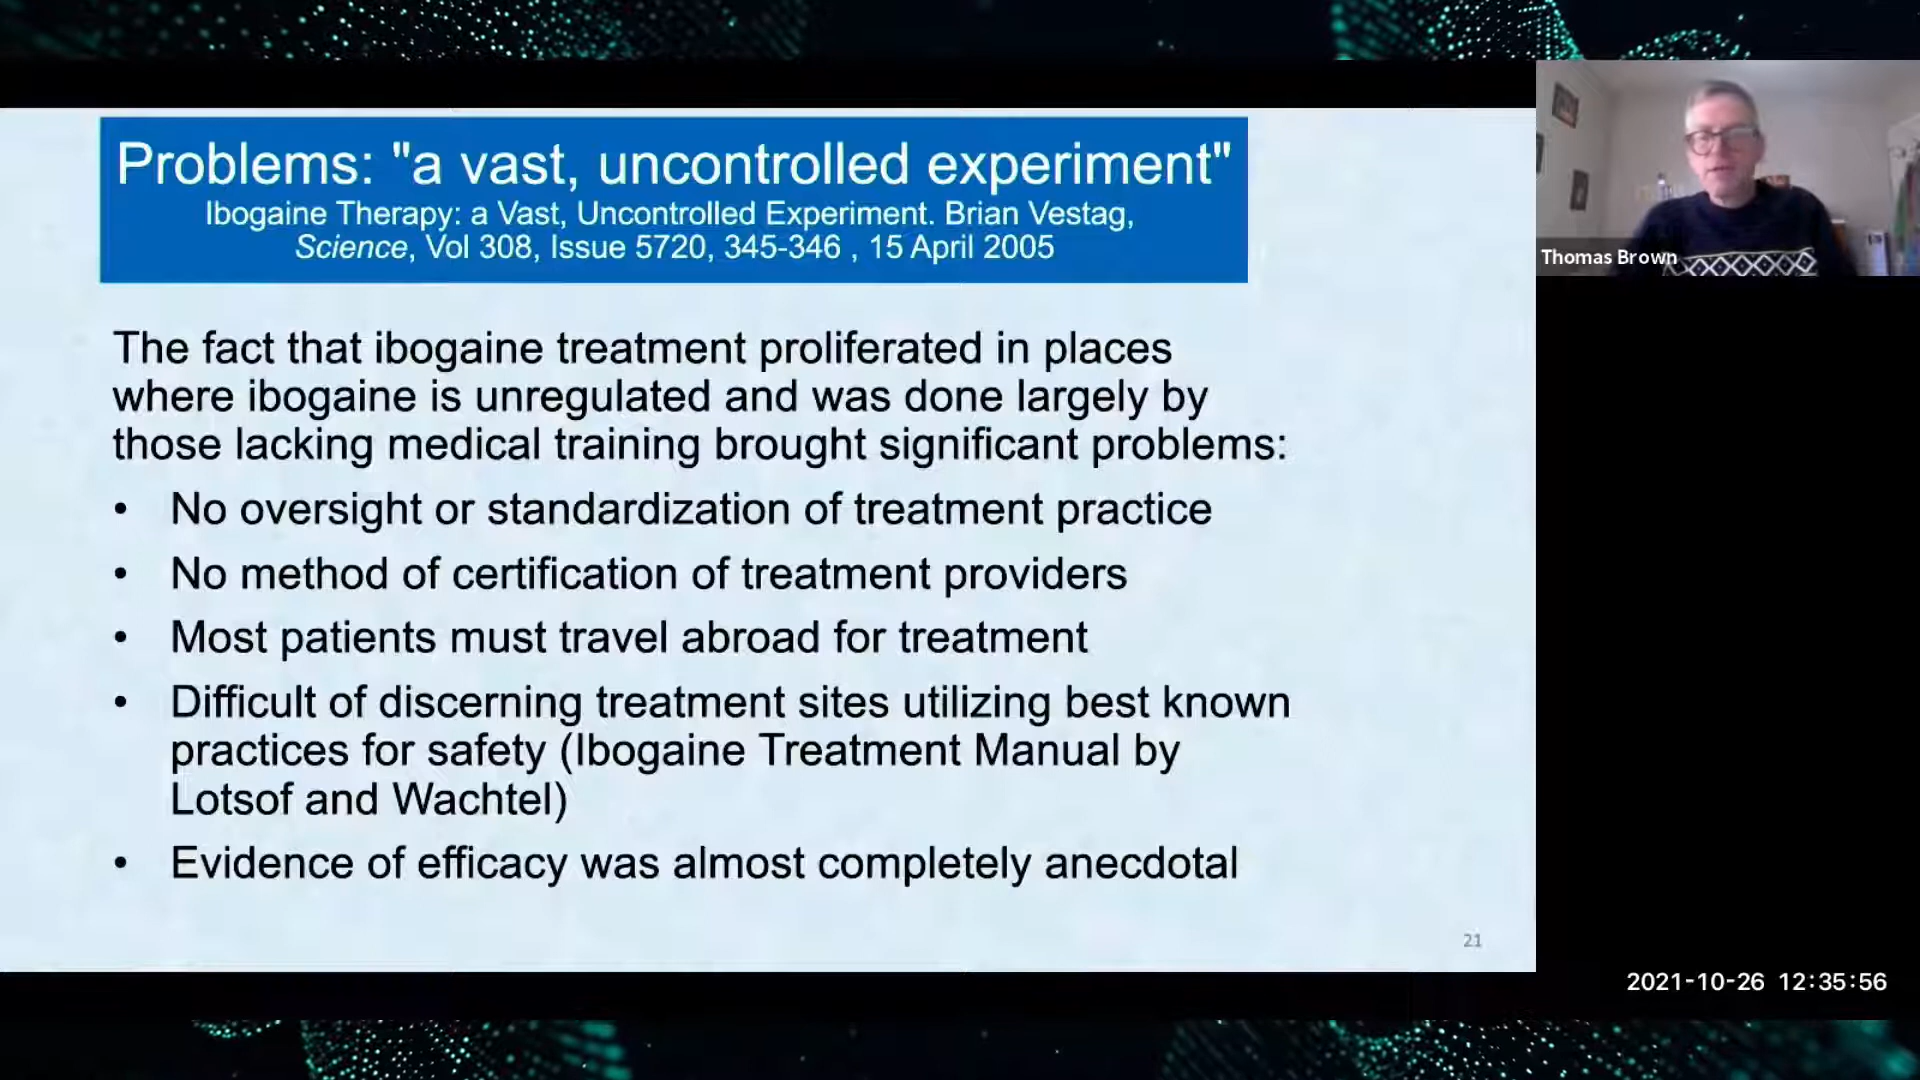 Problems: "a vast, uncontrolled experiment"
Ibogaine Therapy: a Vast, Uncontrolled Experiment. Brian Vestag,
Science, Vol 308, Issue 5720, 345-346 , 15 April 2005
The fact that ibogaine treatment proliferated in places
where ibogaine is unregulated and was done largely by
those lacking medical training brought significant problems:
• No oversight or standardization of treatment practice
• No method of certification of treatment providers
• Most patients must travel abroad for treatment
• Difficult of discerning treatment sites utilizing best known
practices for safety (Ibogaine Treatment Manual by
Lotsof and Wachtel)
• Evidence of efficacy was almost completely anecdotal
21
Thomas Brown
2021-10-26 12:35:56